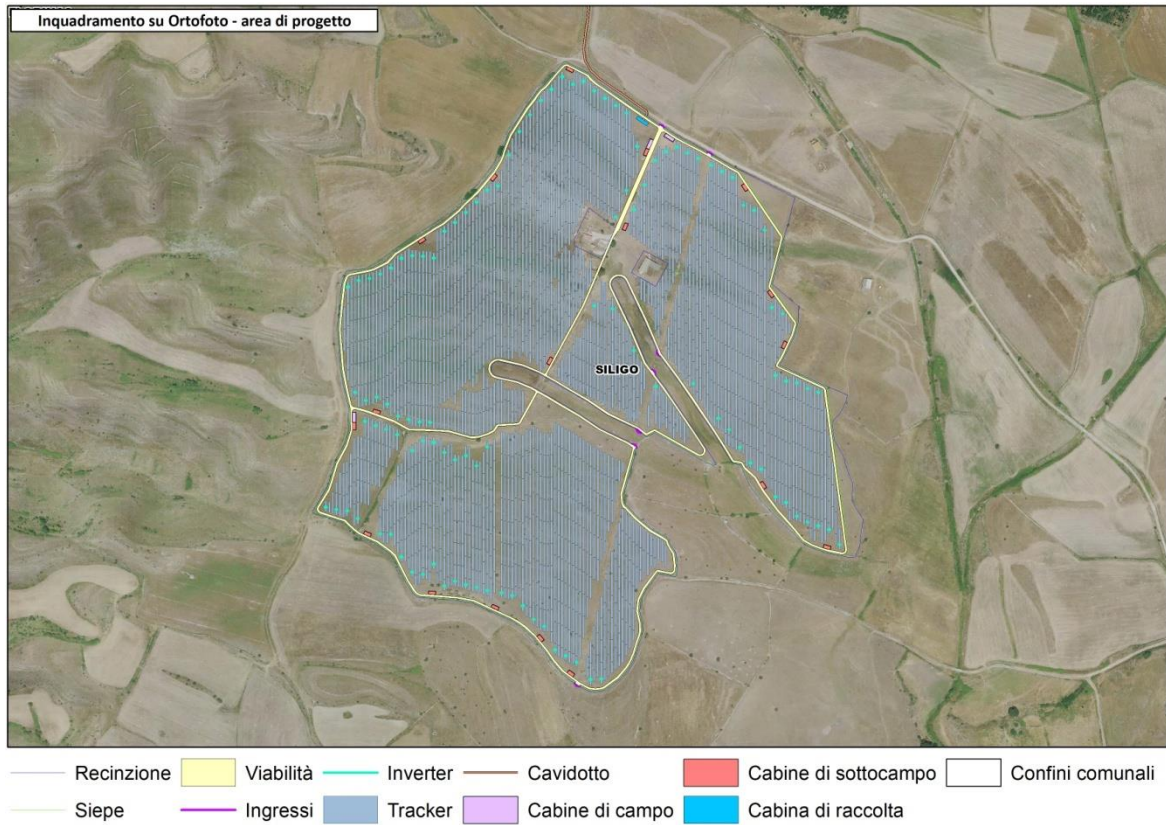 Inquadramento su Ortofoto - area di progetto
SILIGO
Recinzione Viabilità Inverter Cavidotto Cabine di sottocampo Confini comunali
Siepe Ingressi Tracker Cabine di campo Cabina di raccolta